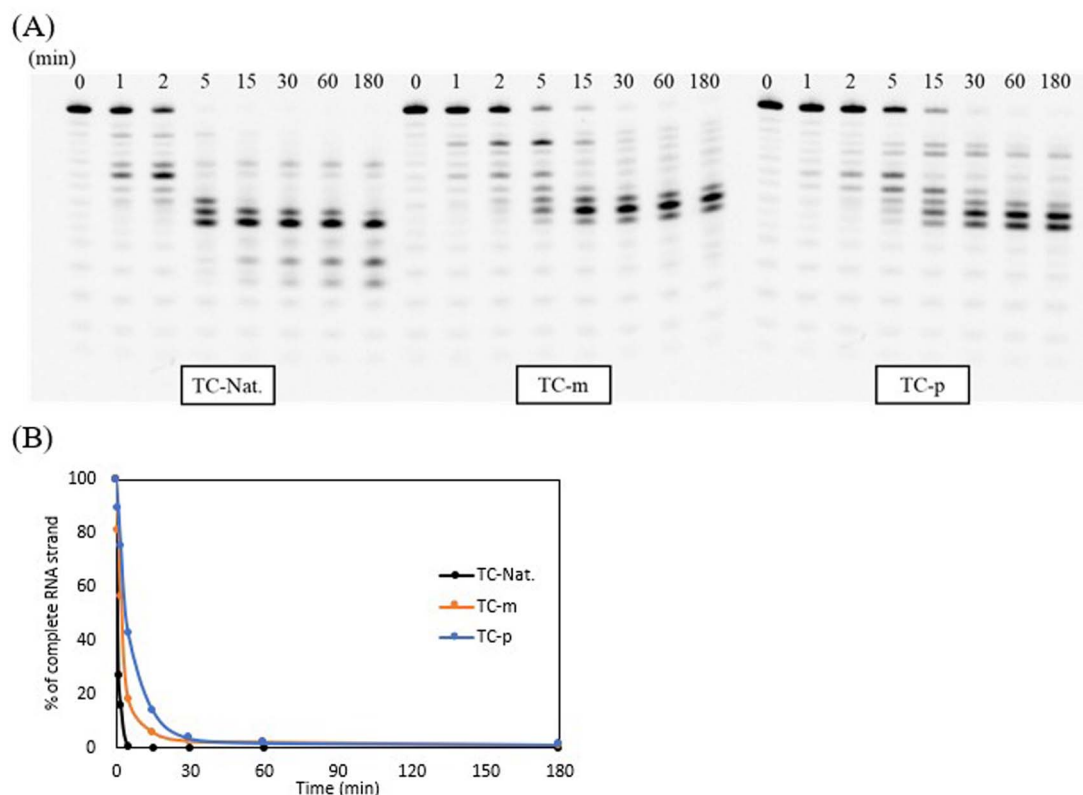 (A)
(min)
0 1 2 5 15 30 60 180 0 1 2 5 15 30 60 180 0 1 2 5 15 30 60 180
TC-Nat. TC-m TC-p
(B)
% of complete RNA strand
100
80
60
40
20
0
TC-Nat.
TC-m
TC-p
0 30 60 90 120 150 180
Time (min)